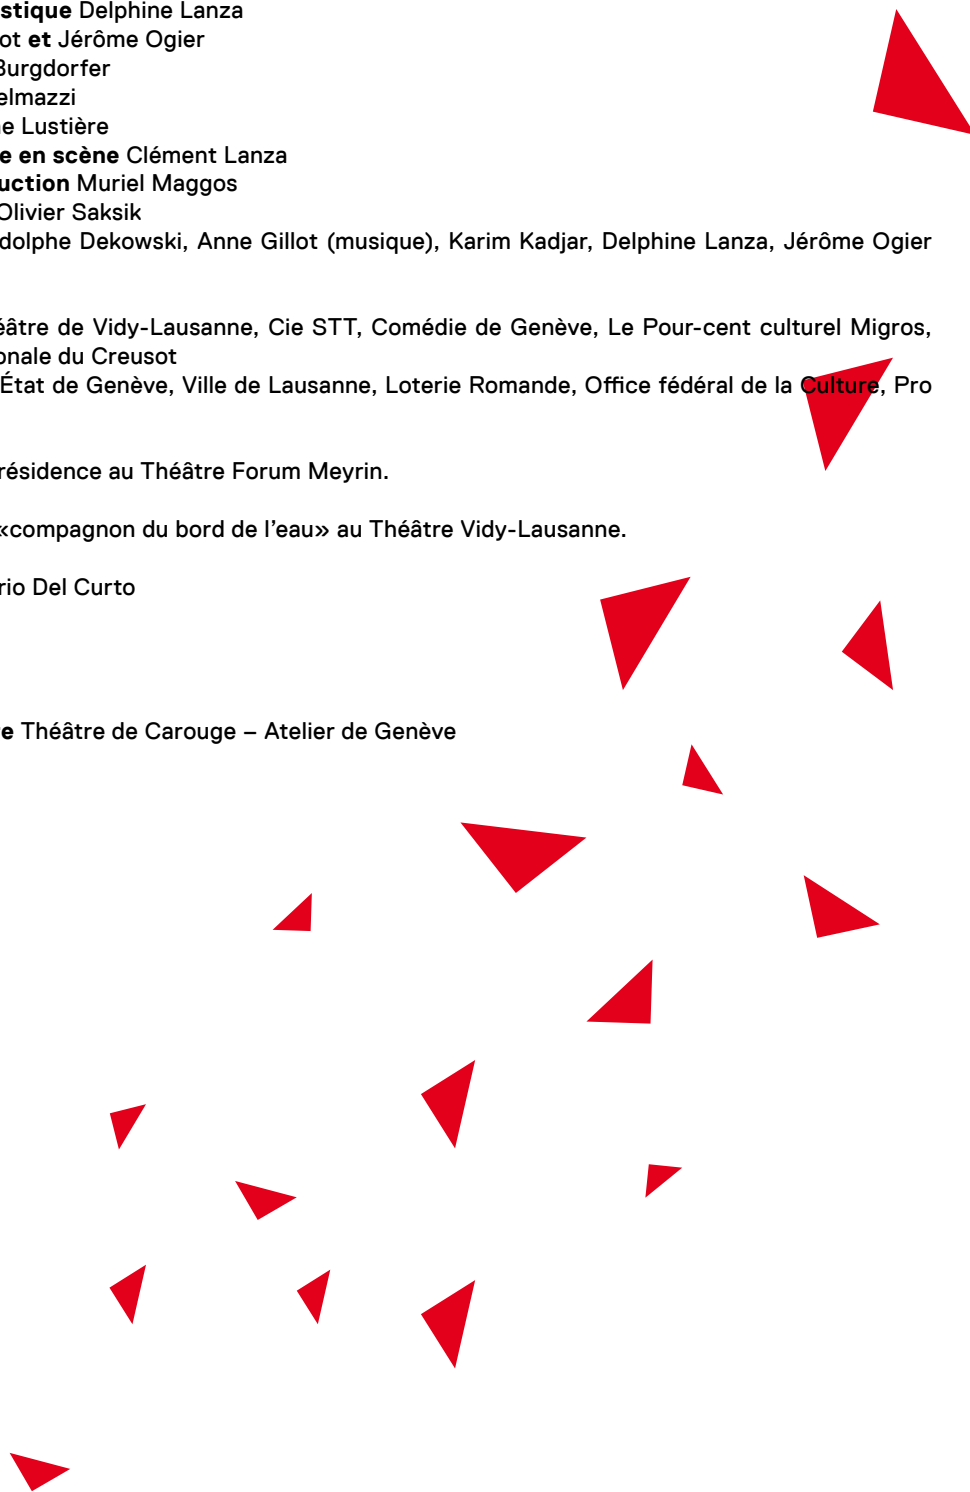 stique Delphine Lanza
ot et Jérôme Ogier
Burgdorfer
elmazzi
e Lustière
e en scène Clément Lanza
uction Muriel Maggos
Olivier Saksik
dolphe Dekowski, Anne Gillot (musique), Karim Kadjar, Delphine Lanza, Jérôme Ogier
éâtre de Vidy-Lausanne, Cie STT, Comédie de Genève, Le Pour-cent culturel Migros,
onale du Creusot
État de Genève, Ville de Lausanne, Loterie Romande, Office fédéral de la Culture, Pro
résidence au Théâtre Forum Meyrin.
«compagnon du bord de l’eau» au Théâtre Vidy-Lausanne.
rio Del Curto
e Théâtre de Carouge – Atelier de Genève